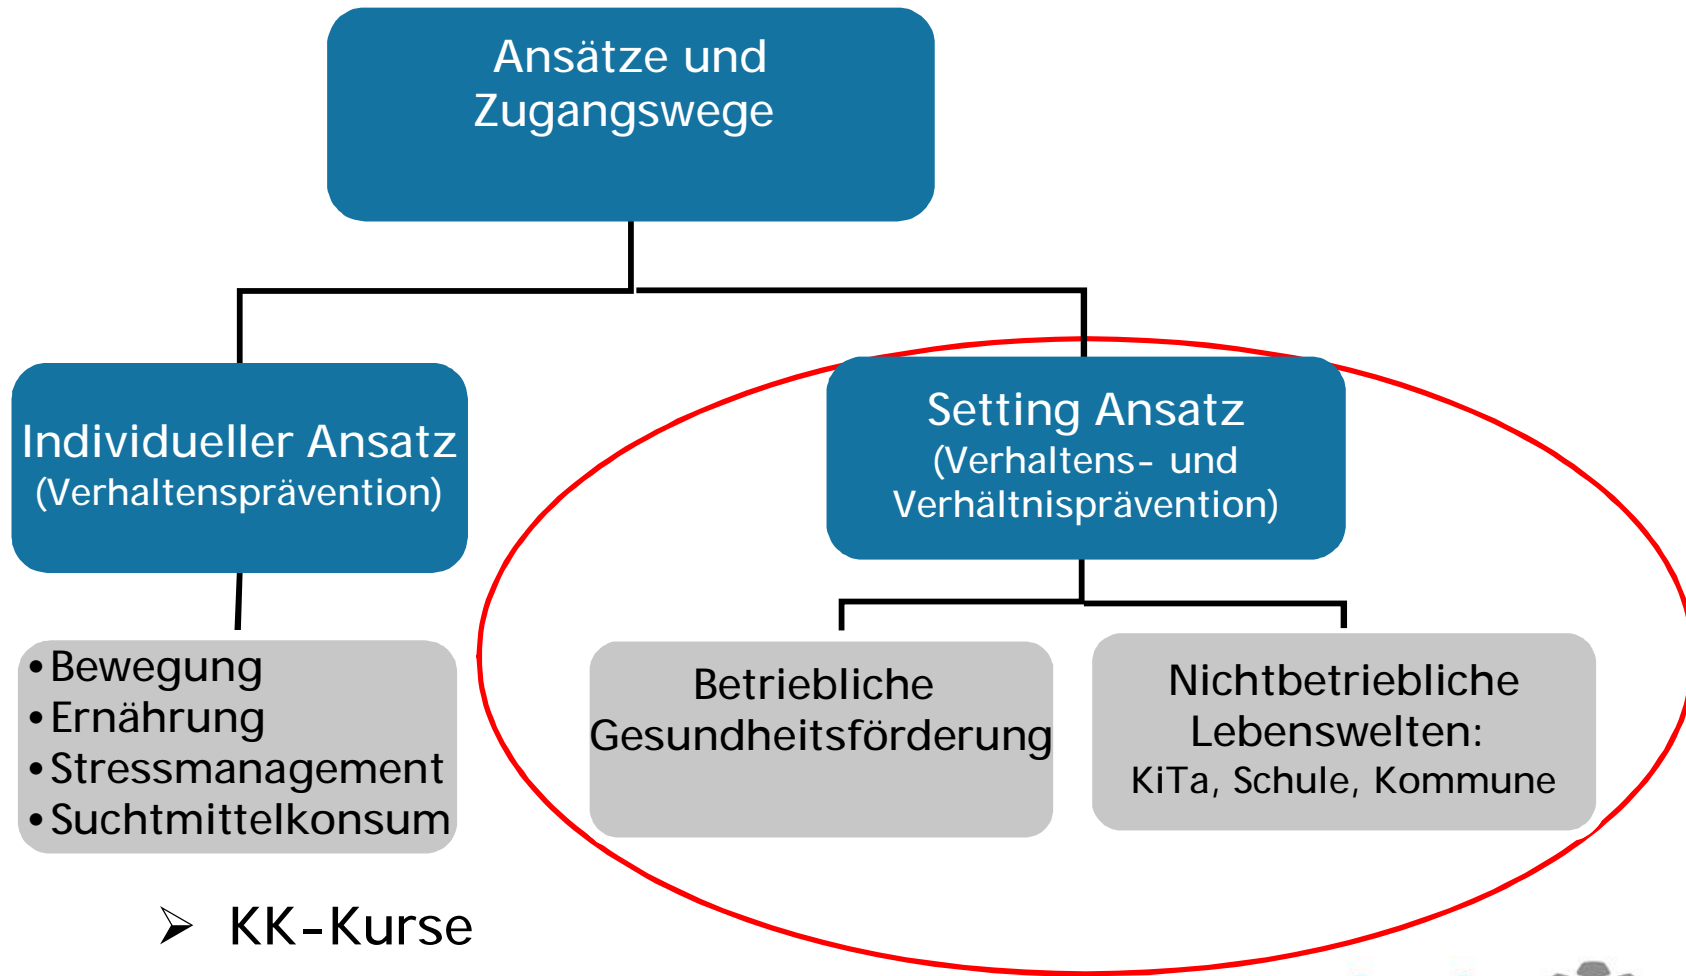 Ansätze und
Zugangswege
Individueller Ansatz
(Verhaltensprävention)
•Bewegung
•Ernährung
•Stressmanagement
•Suchtmittelkonsum
➢ KK-Kurse
Setting Ansatz
(Verhaltens- und
Verhältnisprävention)
Betriebliche
Gesundheitsförderung
Nichtbetriebliche
Lebenswelten:
KiTa, Schule, Kommune